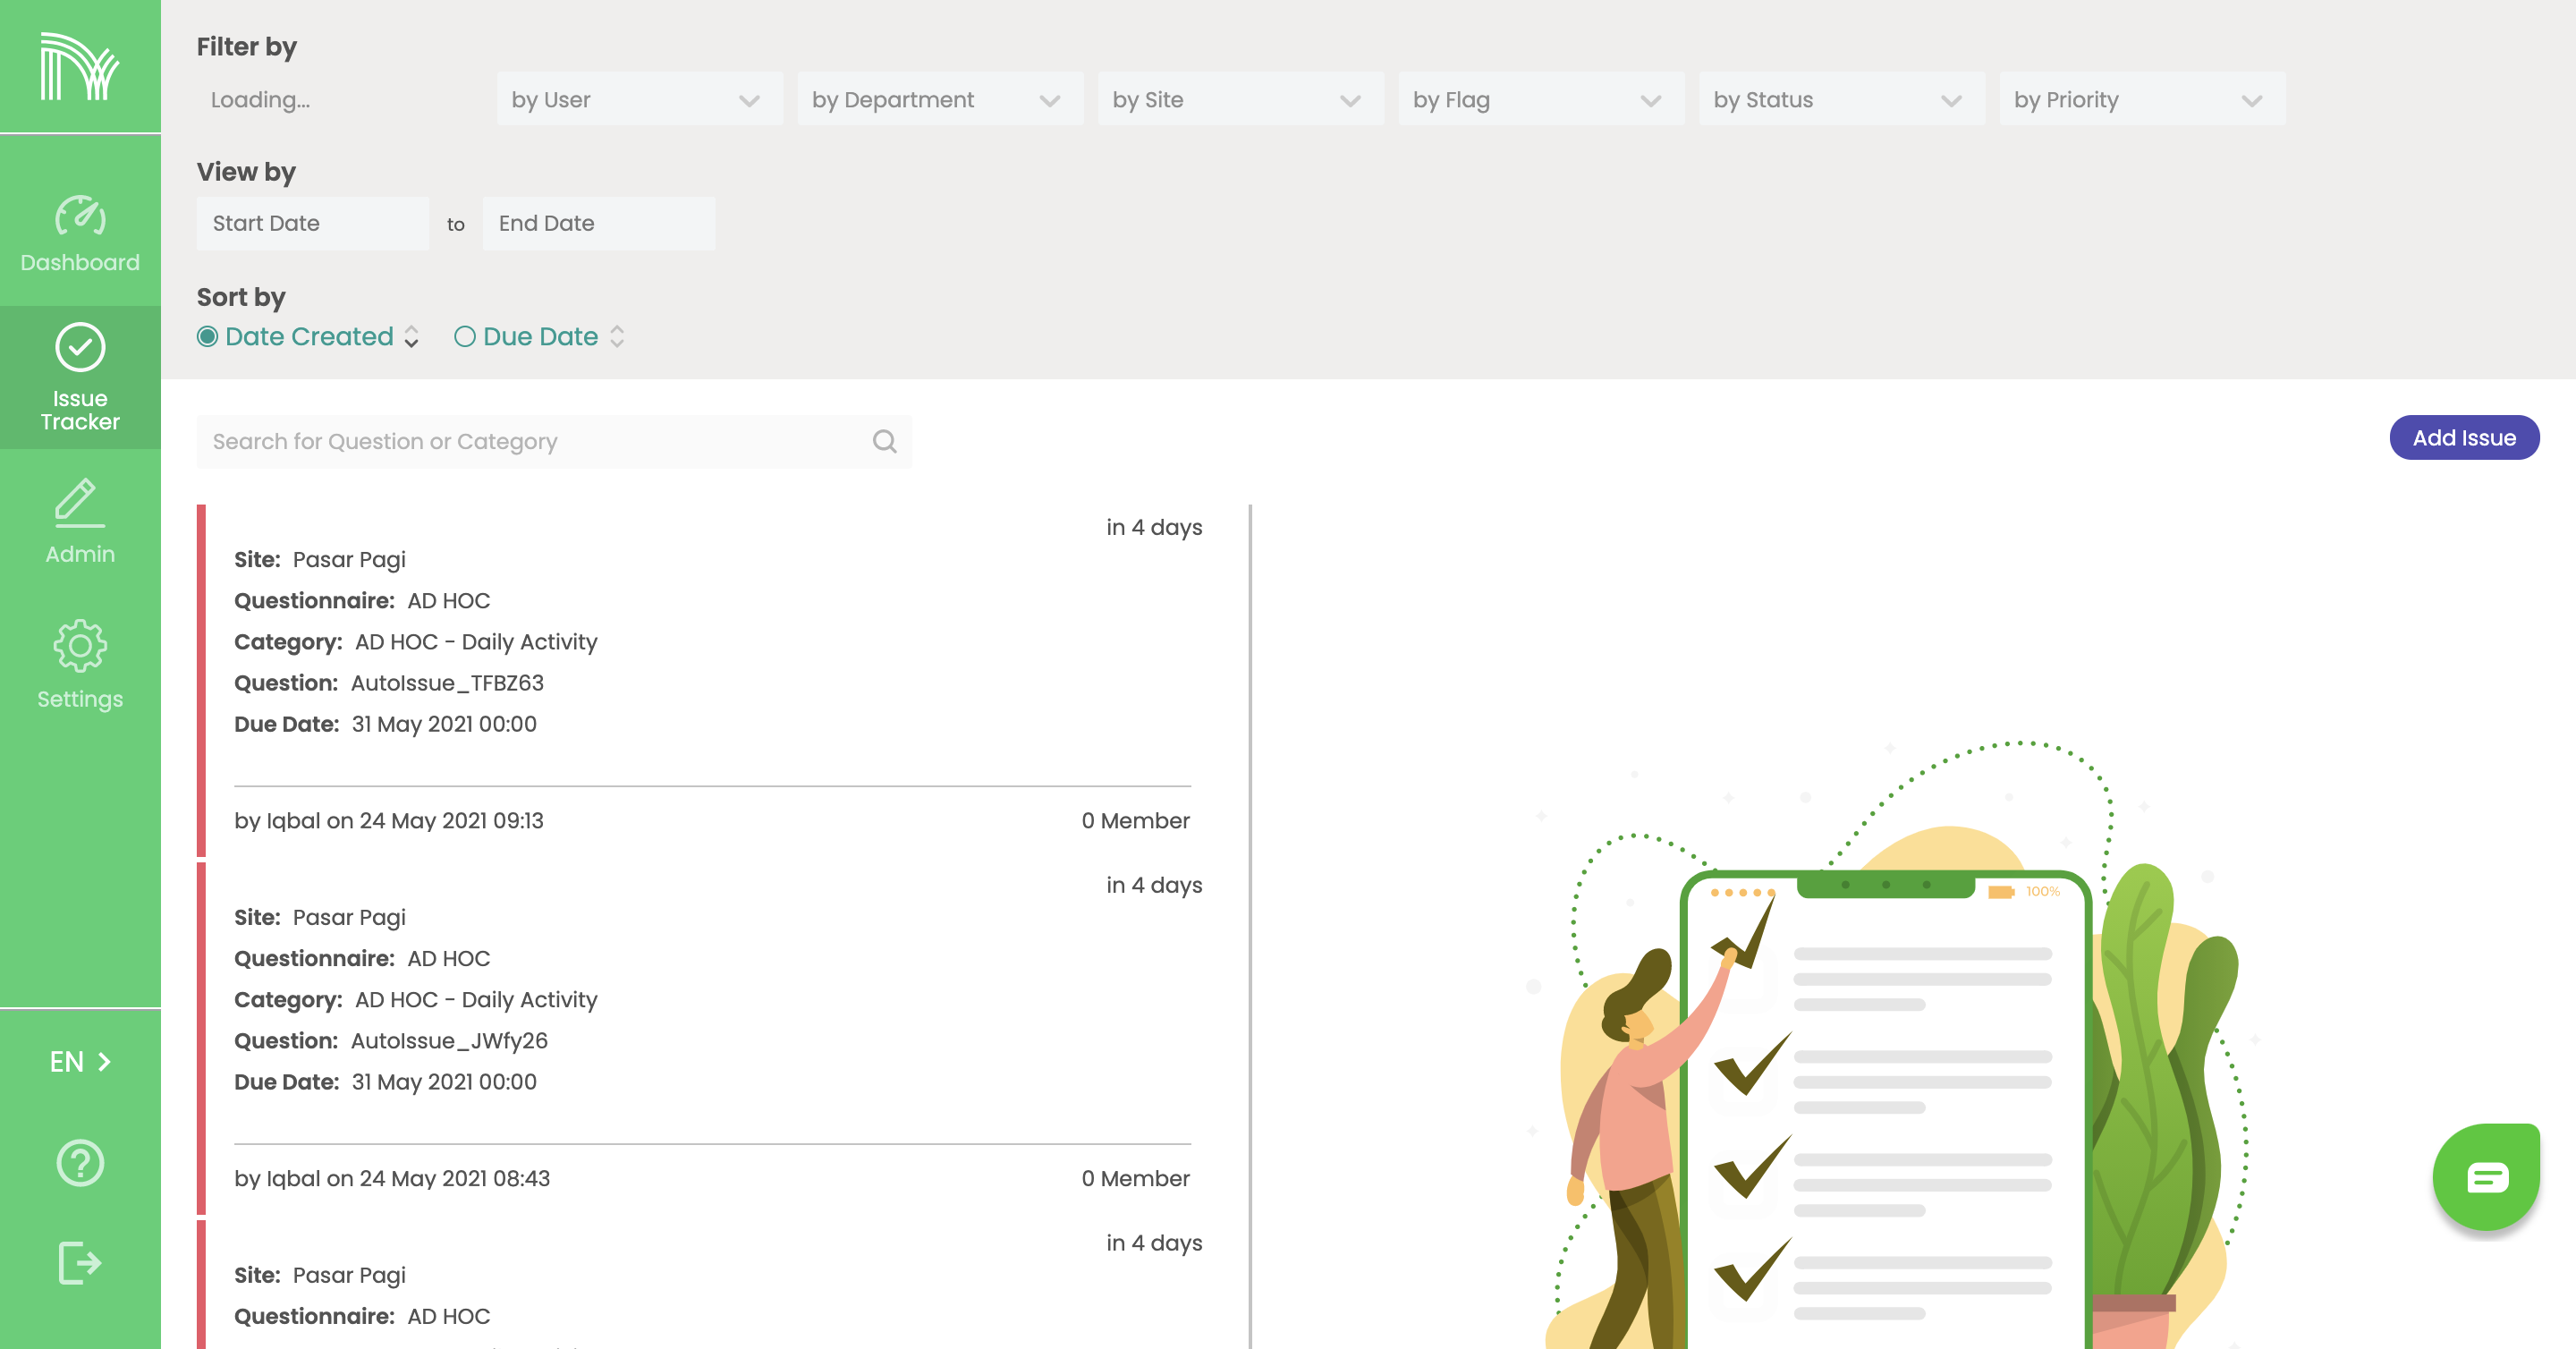 Filter by
Loading...
by User
by Department
by Site
by Flag
by Status
by Priority
View by
Start Date
to
End Date
Sort by
Date Created
Due Date
Dashboard
Issue
Tracker
Admin
Settings
EN
Search for Question or Category
Add Issue
in 4 days
Site: Pasar Pagi
Questionnaire: AD HOC
Category: AD HOC - Daily Activity
Question: AutoIssue_TFBZ63
Due Date: 31 May 2021 00:00
by Iqbal on 24 May 2021 09:13
0 Member
in 4 days
Site: Pasar Pagi
Questionnaire: AD HOC
Category: AD HOC - Daily Activity
Question: AutoIssue_JWfy26
Due Date: 31 May 2021 00:00
by Iqbal on 24 May 2021 08:43
0 Member
in 4 days
Site: Pasar Pagi
Questionnaire: AD HOC
100%